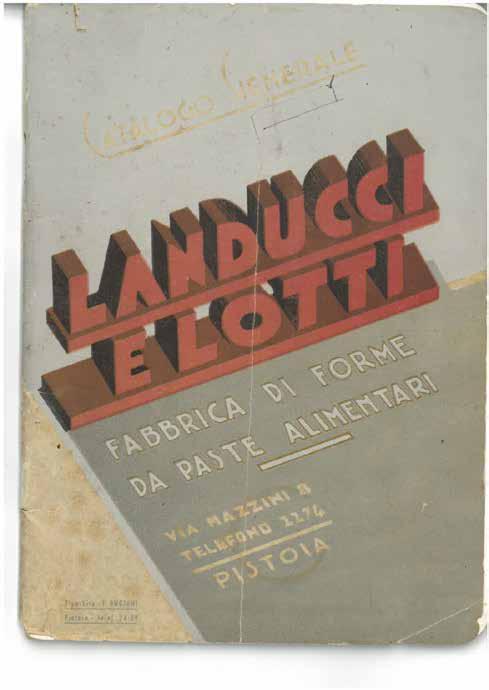 CATALOGO GENERALE
LANDUCCI
E LOTTI
FABBRICA DI FORME
DA PASTE ALIMENTARI
VIA MAZZINI 8
TELEFONO 2274
PISTOIA